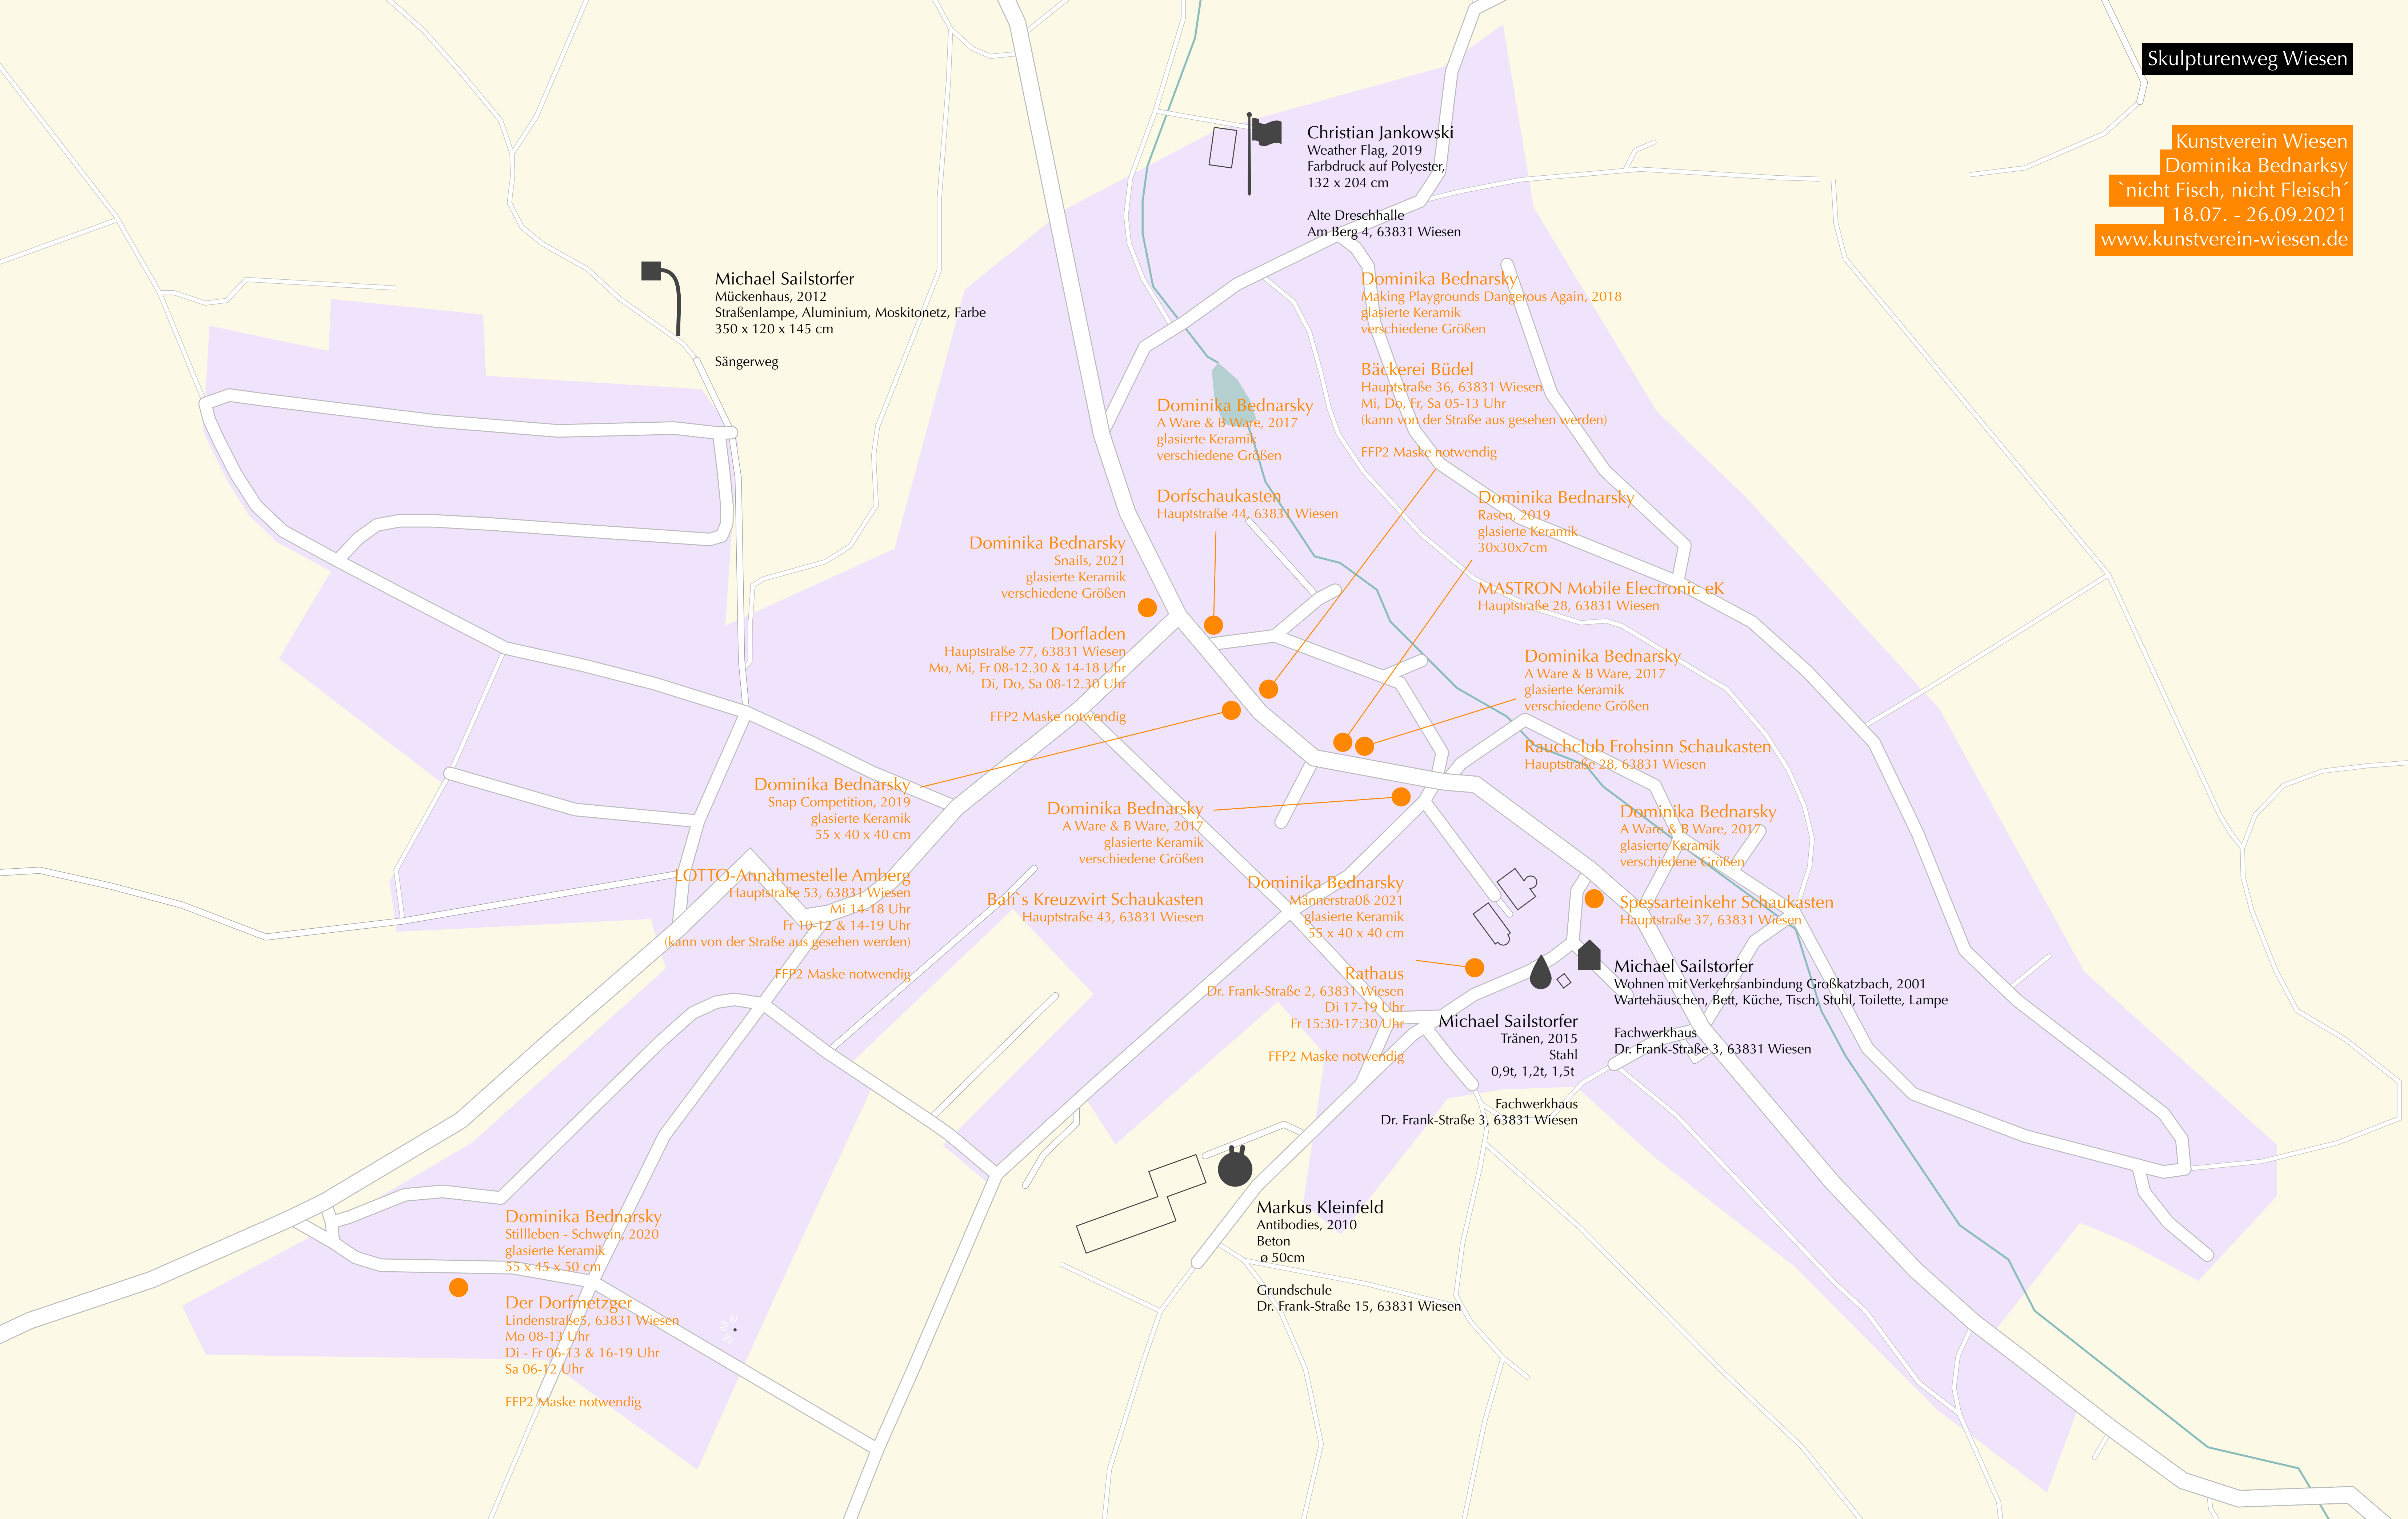 Skulpturenweg Wiesen
Kunstverein Wiesen
Dominika Bednarksy
`nicht Fisch, nicht Fleisch´
18.07. - 26.09.2021
www.kunstverein-wiesen.de
Christian Jankowski
Weather Flag, 2019
Farbdruck auf Polyester,
132 x 204 cm
Alte Dreschhalle
Am Berg 4, 63831 Wiesen
Michael Sailstorfer
Mückenhaus, 2012
Straßenlampe, Aluminium, Moskitonetz, Farbe
350 x 120 x 145 cm
Sängerweg
Dominika Bednarsky
Making Playgrounds Dangerous Again, 2018
glasierte Keramik
verschiedene Größen
Bäckerei Büdel
Hauptstraße 36, 63831 Wiesen
Mi, Do, Fr, Sa 05-13 Uhr
(kann von der Straße aus gesehen werden)
FFP2 Maske notwendig
Dominika Bednarsky
A Ware & B Ware, 2017
glasierte Keramik
verschiedene Größen
Dorfschaukasten
Hauptstraße 44, 63831 Wiesen
Dominika Bednarsky
Rasen, 2019
glasierte Keramik
30x30x7cm
MASTRON Mobile Electronic eK
Hauptstraße 28, 63831 Wiesen
Dominika Bednarsky
Snails, 2021
glasierte Keramik
verschiedene Größen
Dorfladen
Hauptstraße 77, 63831 Wiesen
Mo, Mi, Fr 08-12.30 & 14-18 Uhr
Di, Do, Sa 08-12.30 Uhr
FFP2 Maske notwendig
Dominika Bednarsky
A Ware & B Ware, 2017
glasierte Keramik
verschiedene Größen
Rauchclub Frohsinn Schaukasten
Hauptstraße 28, 63831 Wiesen
Dominika Bednarsky
Snap Competition, 2019
glasierte Keramik
55 x 40 x 40 cm
LOTTO-Annahmestelle Amberg
Hauptstraße 53, 63831 Wiesen
Mi 14-18 Uhr
Fr 10-12 & 14-19 Uhr
(kann von der Straße aus gesehen werden)
FFP2 Maske notwendig
Dominika Bednarsky
A Ware & B Ware, 2017
glasierte Keramik
verschiedene Größen
Bali`s Kreuzwirt Schaukasten
Hauptstraße 43, 63831 Wiesen
Dominika Bednarsky
A Ware & B Ware, 2017
glasierte Keramik
verschiedene Größen
Spessarteinkehr Schaukasten
Hauptstraße 37, 63831 Wiesen
Dominika Bednarsky
Männerstraöß 2021
glasierte Keramik
55 x 40 x 40 cm
Rathaus
Dr. Frank-Straße 2, 63831 Wiesen
Di 17-19 Uhr
Fr 15:30-17:30 Uhr
FFP2 Maske notwendig
Michael Sailstorfer
Wohnen mit Verkehrsanbindung Großkatzbach, 2001
Wartehäuschen, Bett, Küche, Tisch, Stuhl, Toilette, Lampe
Fachwerkhaus
Dr. Frank-Straße 3, 63831 Wiesen
Michael Sailstorfer
Tränen, 2015
Stahl
0,9t, 1,2t, 1,5t
Fachwerkhaus
Dr. Frank-Straße 3, 63831 Wiesen
Markus Kleinfeld
Antibodies, 2010
Beton
ø 50cm
Grundschule
Dr. Frank-Straße 15, 63831 Wiesen
Dominika Bednarsky
Stillleben - Schwein, 2020
glasierte Keramik
55 x 45 x 50 cm
Der Dorfmetzger
Lindenstraße5, 63831 Wiesen
Mo 08-13 Uhr
Di - Fr 06-13 & 16-19 Uhr
Sa 06-12 Uhr
FFP2 Maske notwendig